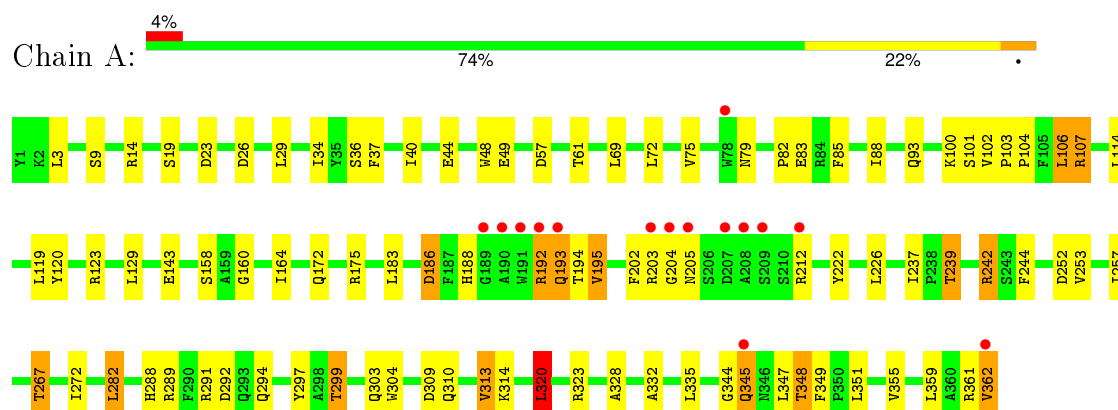 4%
Chain A:
74%
22%
•
Y1 K2 L3 S9 R14 S19 D23 D26 L29 I34 Y35 S36 F37 I40 E44 W48 E49 D57 T61 L69 L72 V75 W78 N79 P82 E83 R84 F85 I88 Q93 K100 S101 V102 P103 P104 F105 L106 R107 L114
L119 Y120 R123 L129 E143 S158 A159 G160 I164 Q172 R175 L183 D186 F187 H188 G189 A190 W191 R192 Q193 T194 V195 F202 R203 G204 N205 S206 D207 A208 S209 S210 R212 Y222 L226 I237 P238 T239 R242 S243 F244 D252 V253
T267 I272 L282 H288 R289 F290 R291 D292 Q293 Q294 Y297 A298 T299 Q303 W304 D309 Q310 V313 K314 L320 R323 A328 A332 L335 G344 Q345 N346 L347 T348 F349 P350 L351 V355 L359 A360 R361 V362